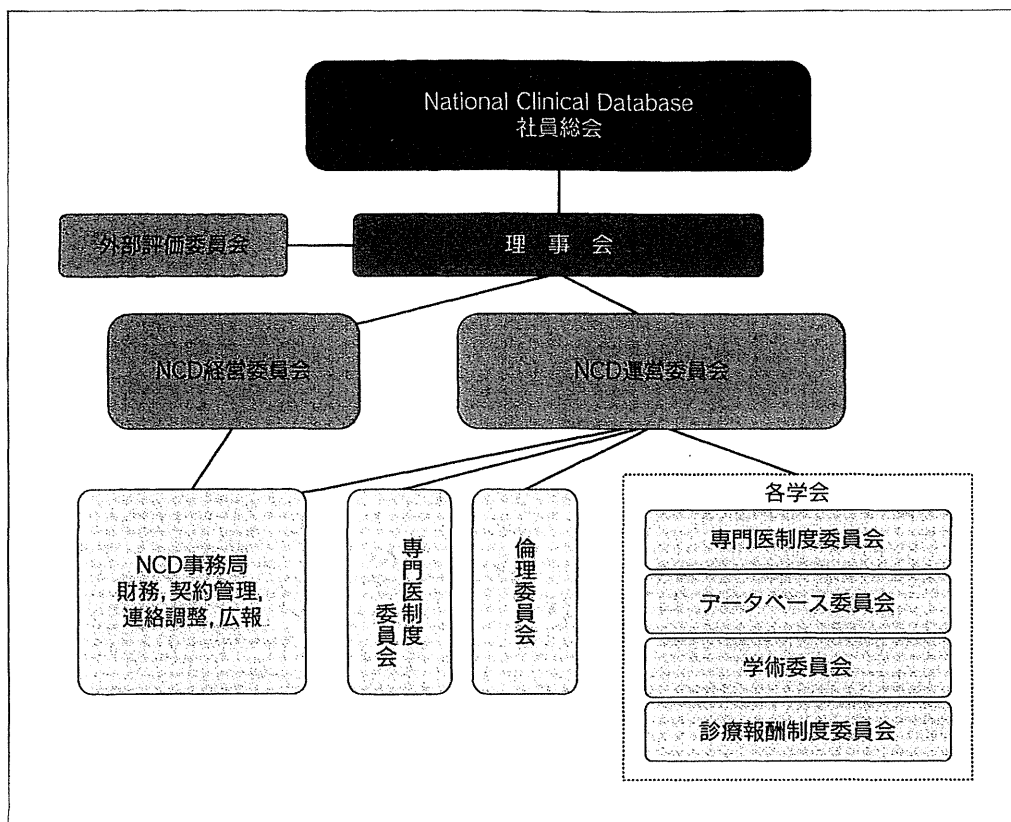 National Clinical Database
社員総会
外部評価委員会
理事会
NCD経営委員会
NCD運営委員会
NCD事務局
財務,契約管理,
連絡調整,広報
専門医制度
委員会
倫理委員会
各学会
専門医制度委員会
データベース委員会
学術委員会
診療報酬制度委員会